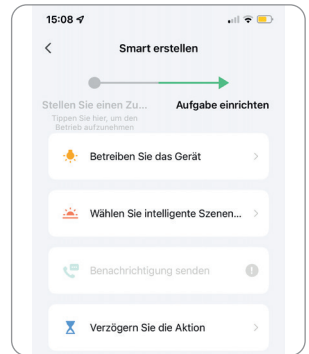 15:08
Smart erstellen
Stellen Sie einen Zu... Aufgabe einrichten
Tippen Sie hier, um den
Betrieb aufzunehmen
Betreiben Sie das Gerät
Wählen Sie intelligente Szenen...
Benachrichtigung senden
Verzögern Sie die Aktion